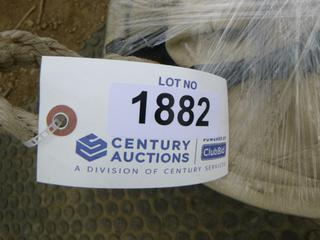 LOT NO
1882
CENTURY AUCTIONS
POWERED BY ClubBid
A DIVISION OF CENTURY SERVICES